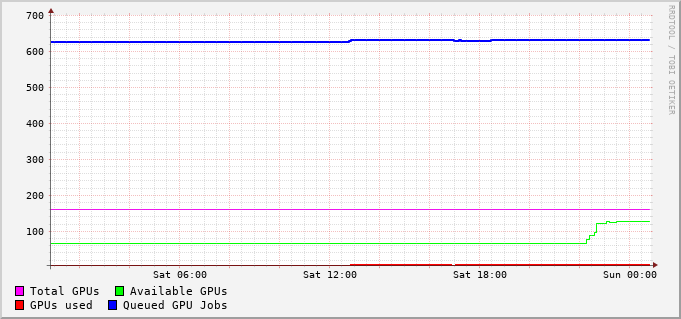 700
600
500
400
300
200
100
Sat 06:00 Sat 12:00 Sat 18:00 Sun 00:00
Total GPUs Available GPUs
GPUs used Queued GPU Jobs
RRDTOOL / TOBI OETIKER